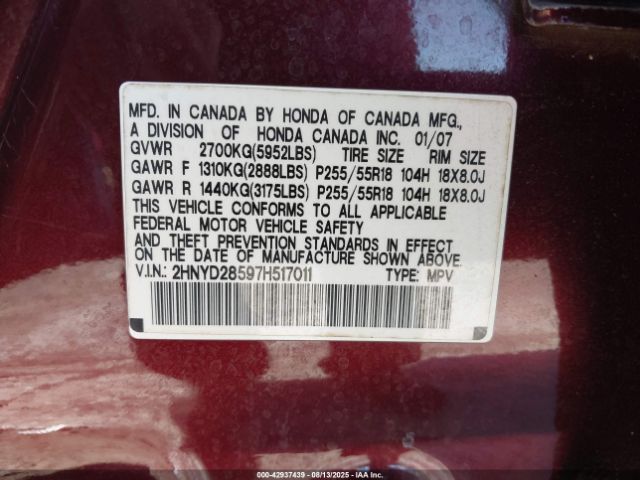 MFD. IN CANADA BY HONDA OF CANADA MFG.,
A DIVISION OF HONDA CANADA INC. 01/07
GVWR 2700KG(5952LBS) TIRE SIZE RIM SIZE
GAWR F 1310KG(2888LBS) P255/55R18 104H 18X8.0J
GAWR R 1440KG(3175LBS) P255/55R18 104H 18X8.0J
THIS VEHICLE CONFORMS TO ALL APPLICABLE
FEDERAL MOTOR VEHICLE SAFETY
AND THEFT PREVENTION STANDARDS IN EFFECT
ON THE DATE OF MANUFACTURE SHOWN ABOVE.
V.I.N.: 2HNYD28597H517011 TYPE: MPV
000-42937439 - 08/13/2025 - IAAI.COM